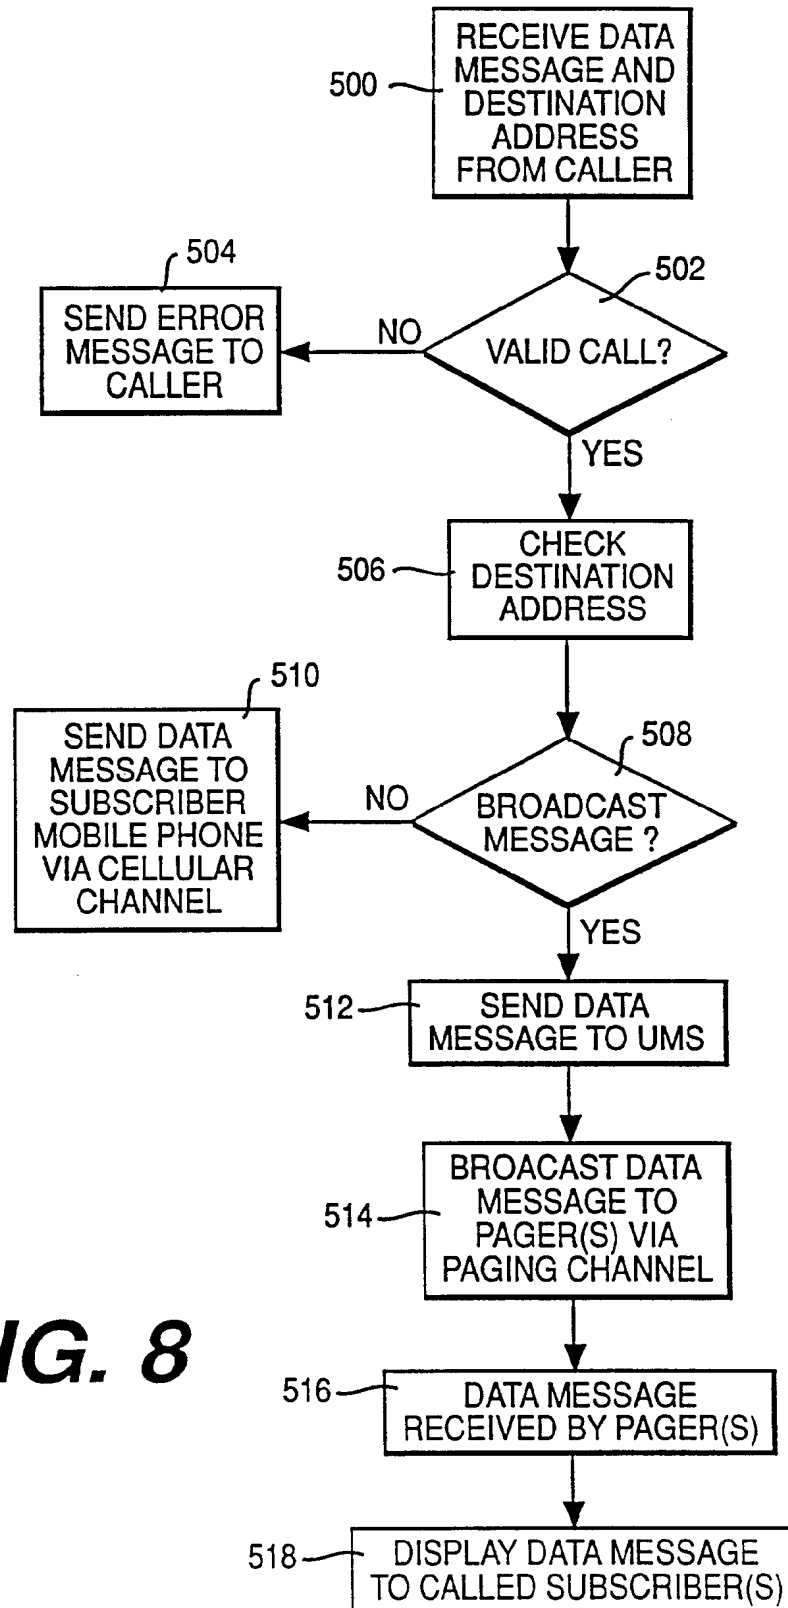 RECEIVE DATA
MESSAGE AND
DESTINATION
ADDRESS
FROM CALLER
500
502
VALID CALL?
NO
504
SEND ERROR
MESSAGE TO
CALLER
YES
506
CHECK
DESTINATION
ADDRESS
508
BROADCAST
MESSAGE ?
NO
510
SEND DATA
MESSAGE TO
SUBSCRIBER
MOBILE PHONE
VIA CELLULAR
CHANNEL
YES
512
SEND DATA
MESSAGE TO UMS
514
BROACAST DATA
MESSAGE TO
PAGER(S) VIA
PAGING CHANNEL
516
DATA MESSAGE
RECEIVED BY PAGER(S)
518
DISPLAY DATA MESSAGE
TO CALLED SUBSCRIBER(S)
IG. 8